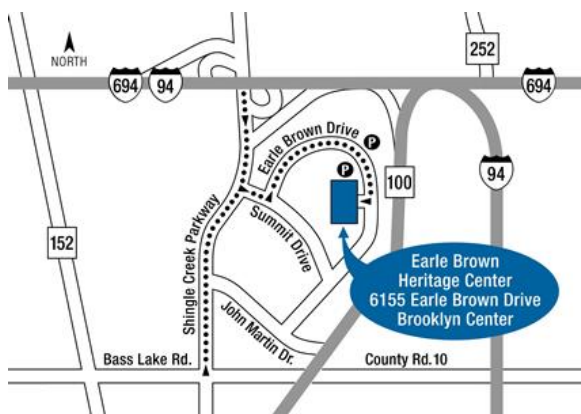 NORTH
252
694
94
694
Earle Brown Drive
P
P
100
94
152
Shingle Creek Parkway
Summit Drive
Earle Brown
Heritage Center
6155 Earle Brown Drive
Brooklyn Center
John Martin Dr.
Bass Lake Rd.
County Rd.10